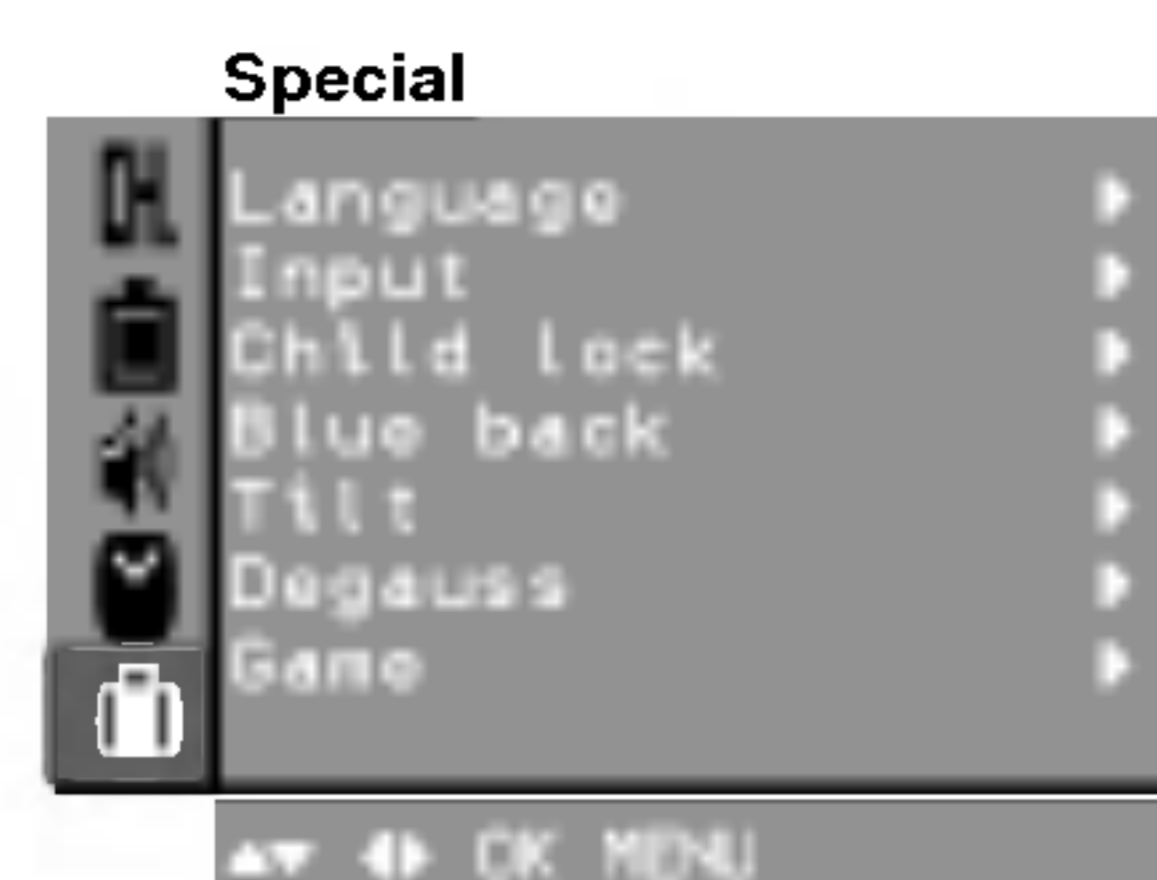 Special
Language
Input
Child lock
Blue back
Tilt
Degauss
Game
▲▼ ◀▶ OK MENU